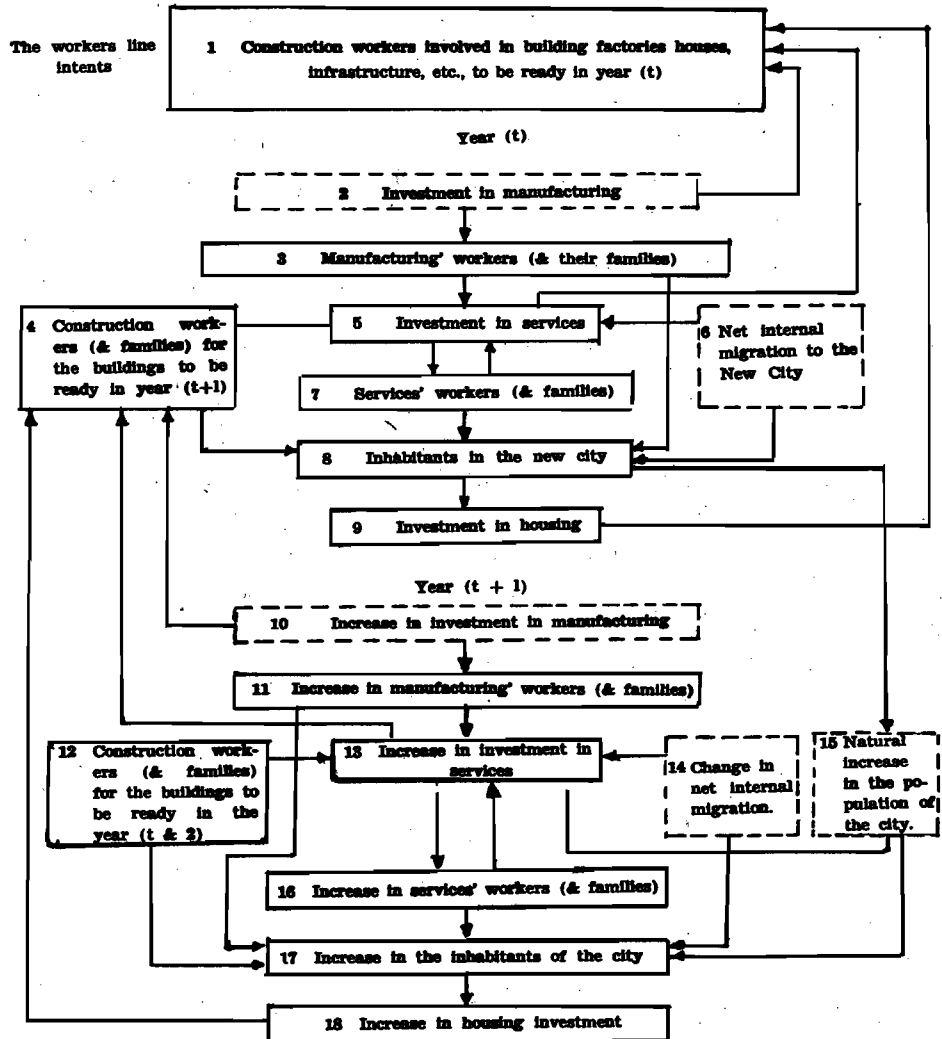 The workers line
intents
1 Construction workers involved in building factories houses,
infrastructure, etc., to be ready in year (t)
Year (t)
2 Investment in manufacturing
3 Manufacturing' workers (& their families)
4 Construction work-
ers (& families) for
the buildings to be
ready in year (t+1)
5 Investment in services
6 Net internal
migration to the
New City
7 Services' workers (& families)
8 Inhabitants in the new city
9 Investment in housing
Year (t + 1)
10 Increase in investment in manufacturing
11 Increase in manufacturing' workers (& families)
12 Construction work-
ers (& families)
for the buildings to
be ready in the
year (t & 2)
13 Increase in investment in
services
14 Change in
net internal
migration.
15 Natural
increase
in the po-
pulation of
the city.
16 Increase in services' workers (& families)
17 Increase in the inhabitants of the city
18 Increase in housing investment